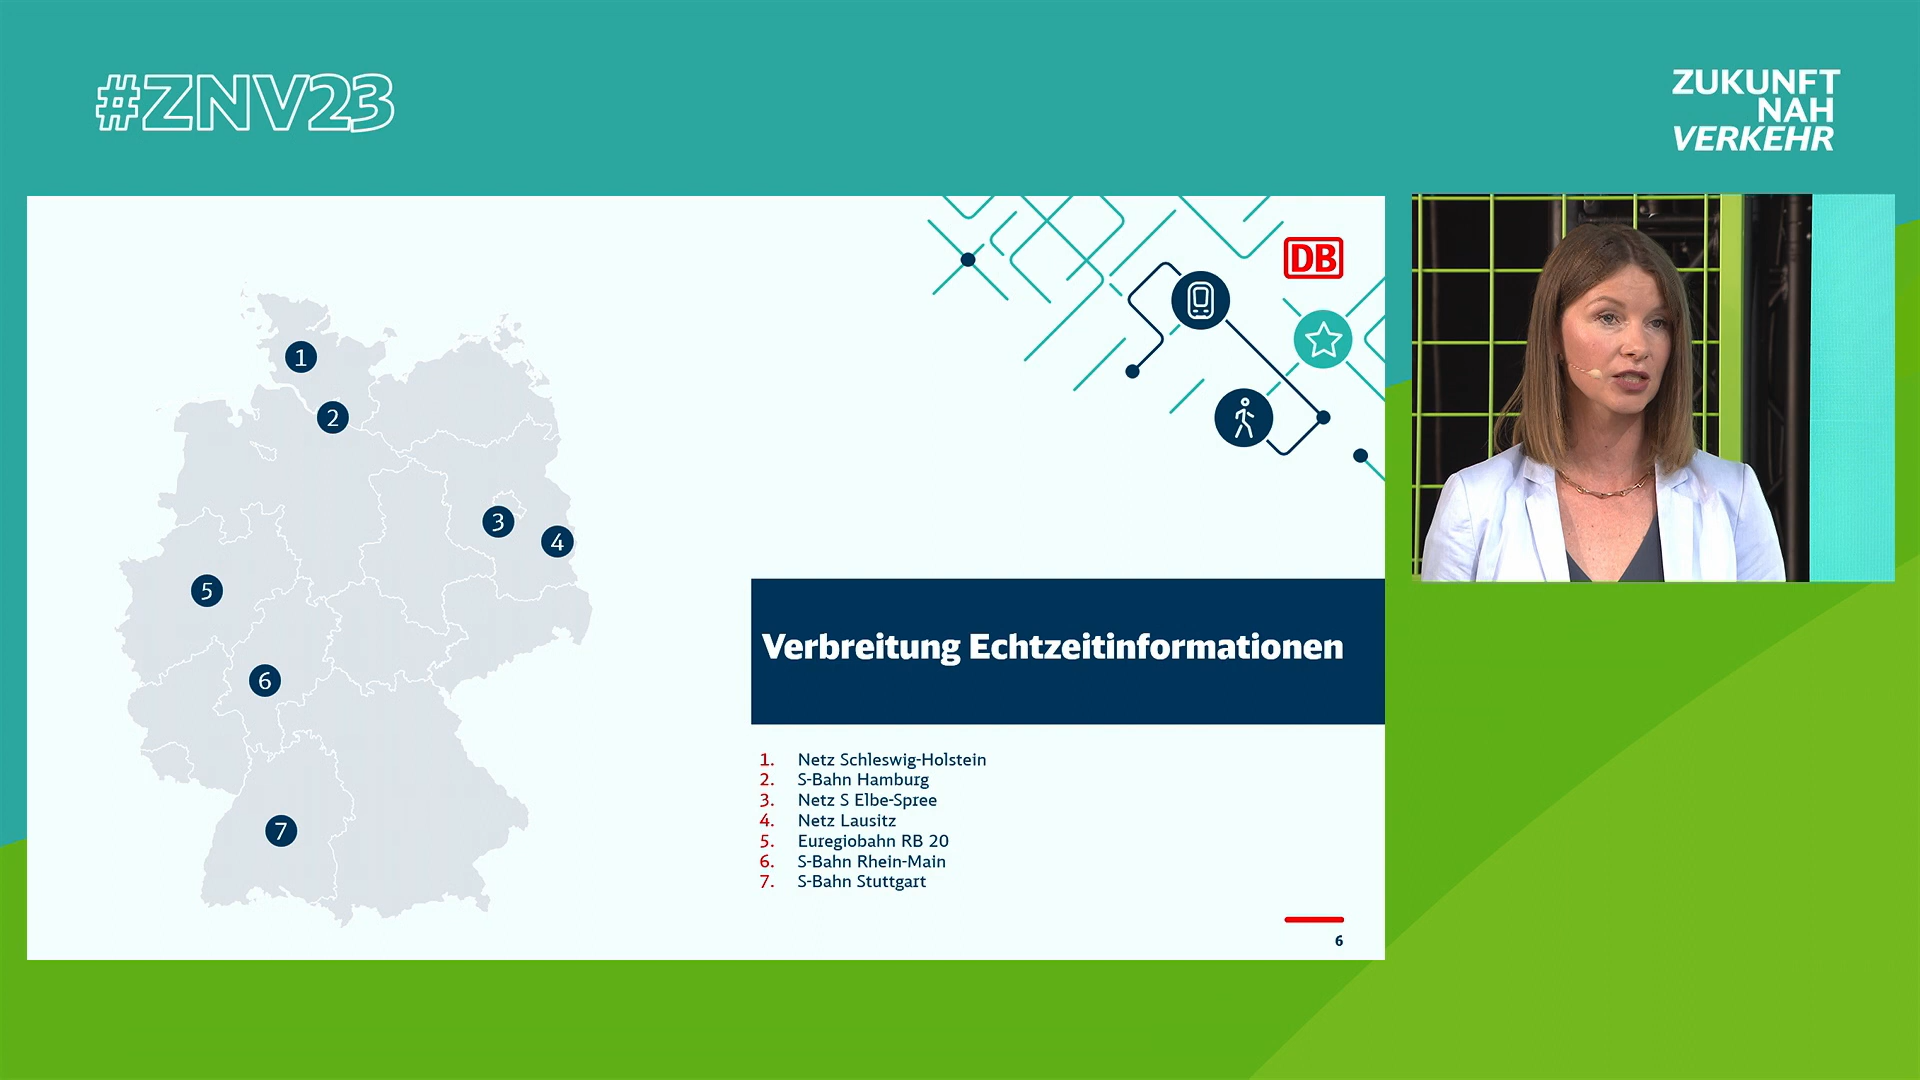 #ZNV23
ZUKUNFT
NAH
VERKEHR
DB
1
2
3
4
5
6
7
Verbreitung Echtzeitinformationen
1. Netz Schleswig-Holstein
2. S-Bahn Hamburg
3. Netz S Elbe-Spree
4. Netz Lausitz
5. Euregiobahn RB 20
6. S-Bahn Rhein-Main
7. S-Bahn Stuttgart
6